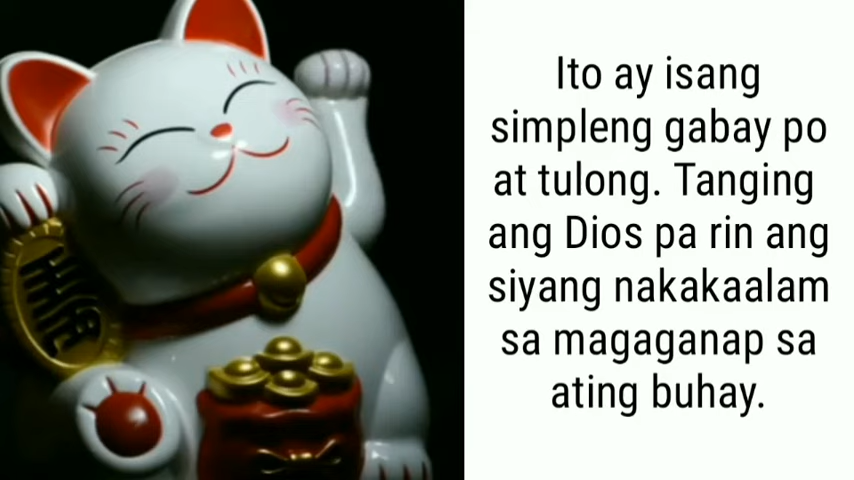 Ito ay isang
simpleng gabay po
at tulong. Tanging
ang Dios pa rin ang
siyang nakakaalam
sa magaganap sa
ating buhay.